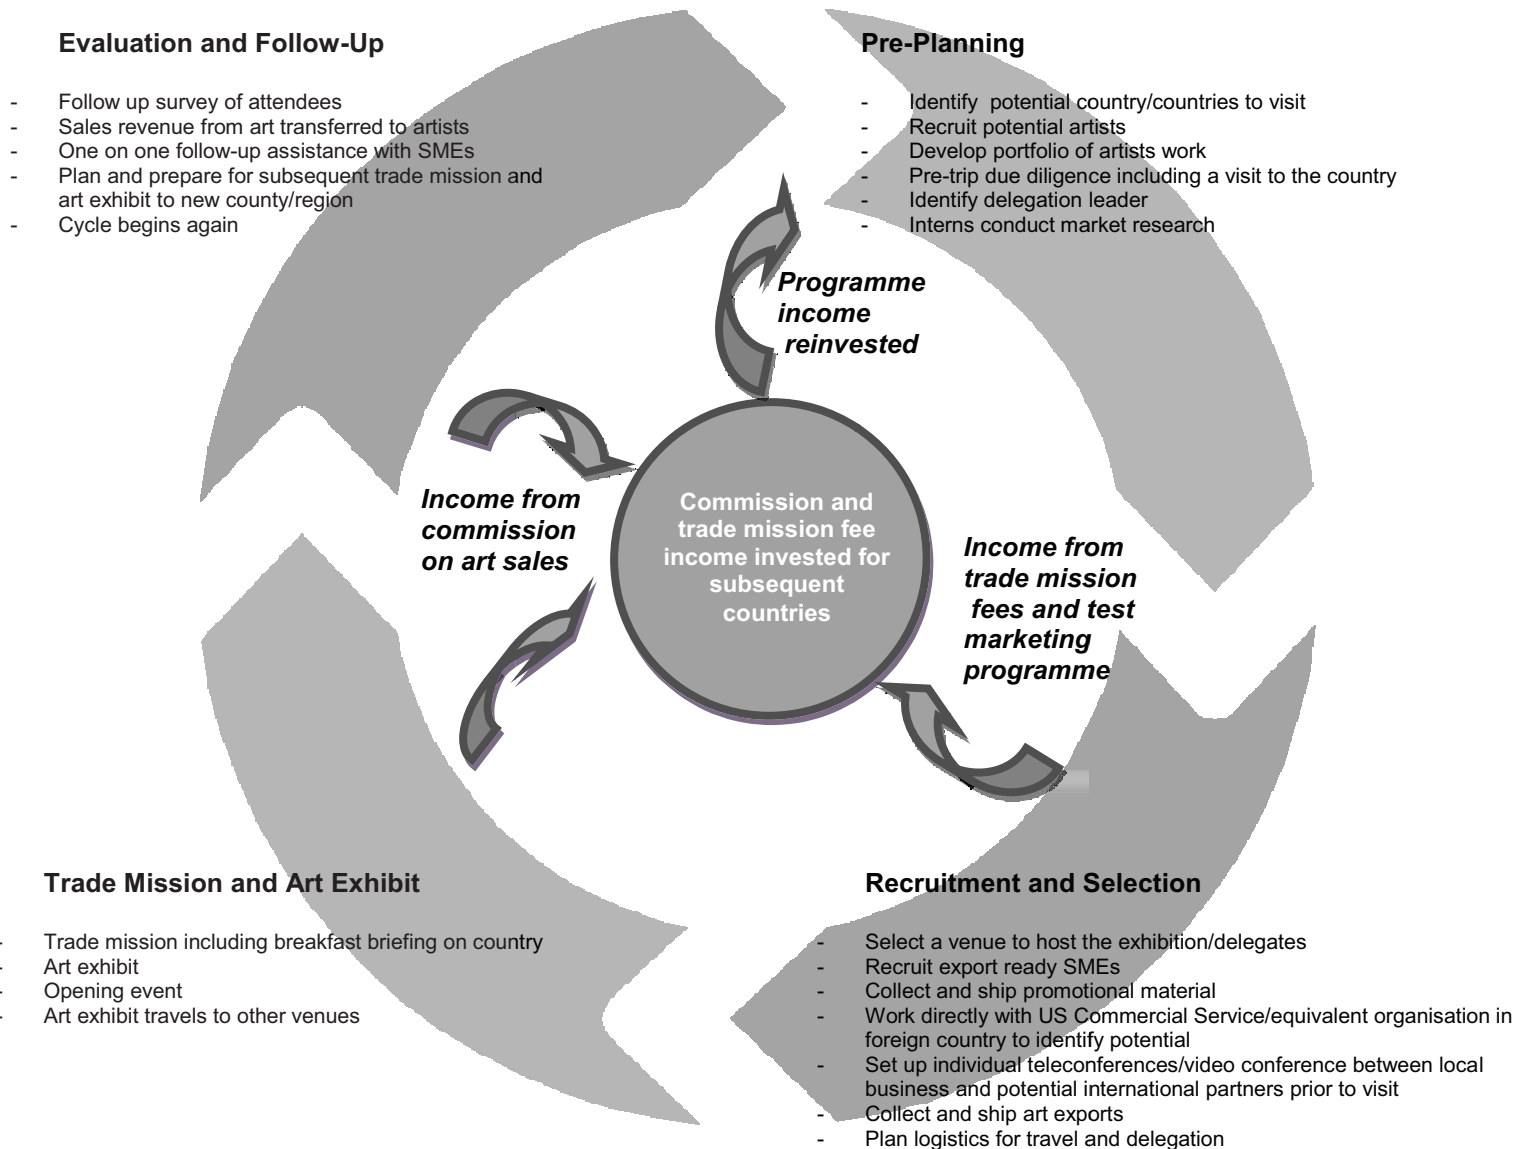 Evaluation and Follow-Up
- Follow up survey of attendees
- Sales revenue from art transferred to artists
- One on one follow-up assistance with SMEs
- Plan and prepare for subsequent trade mission and
art exhibit to new county/region
- Cycle begins again
Pre-Planning
- Identify potential country/countries to visit
- Recruit potential artists
- Develop portfolio of artists work
- Pre-trip due diligence including a visit to the country
- Identify delegation leader
- Interns conduct market research
Programme
income
reinvested
Income from
commission
on art sales
Commission and
trade mission fee
income invested for
subsequent
countries
Income from
trade mission
fees and test
marketing
programme
Trade Mission and Art Exhibit
- Trade mission including breakfast briefing on country
- Art exhibit
- Opening event
- Art exhibit travels to other venues
Recruitment and Selection
- Select a venue to host the exhibition/delegates
- Recruit export ready SMEs
- Collect and ship promotional material
- Work directly with US Commercial Service/equivalent organisation in
foreign country to identify potential
- Set up individual teleconferences/video conference between local
business and potential international partners prior to visit
- Collect and ship art exports
- Plan logistics for travel and delegation